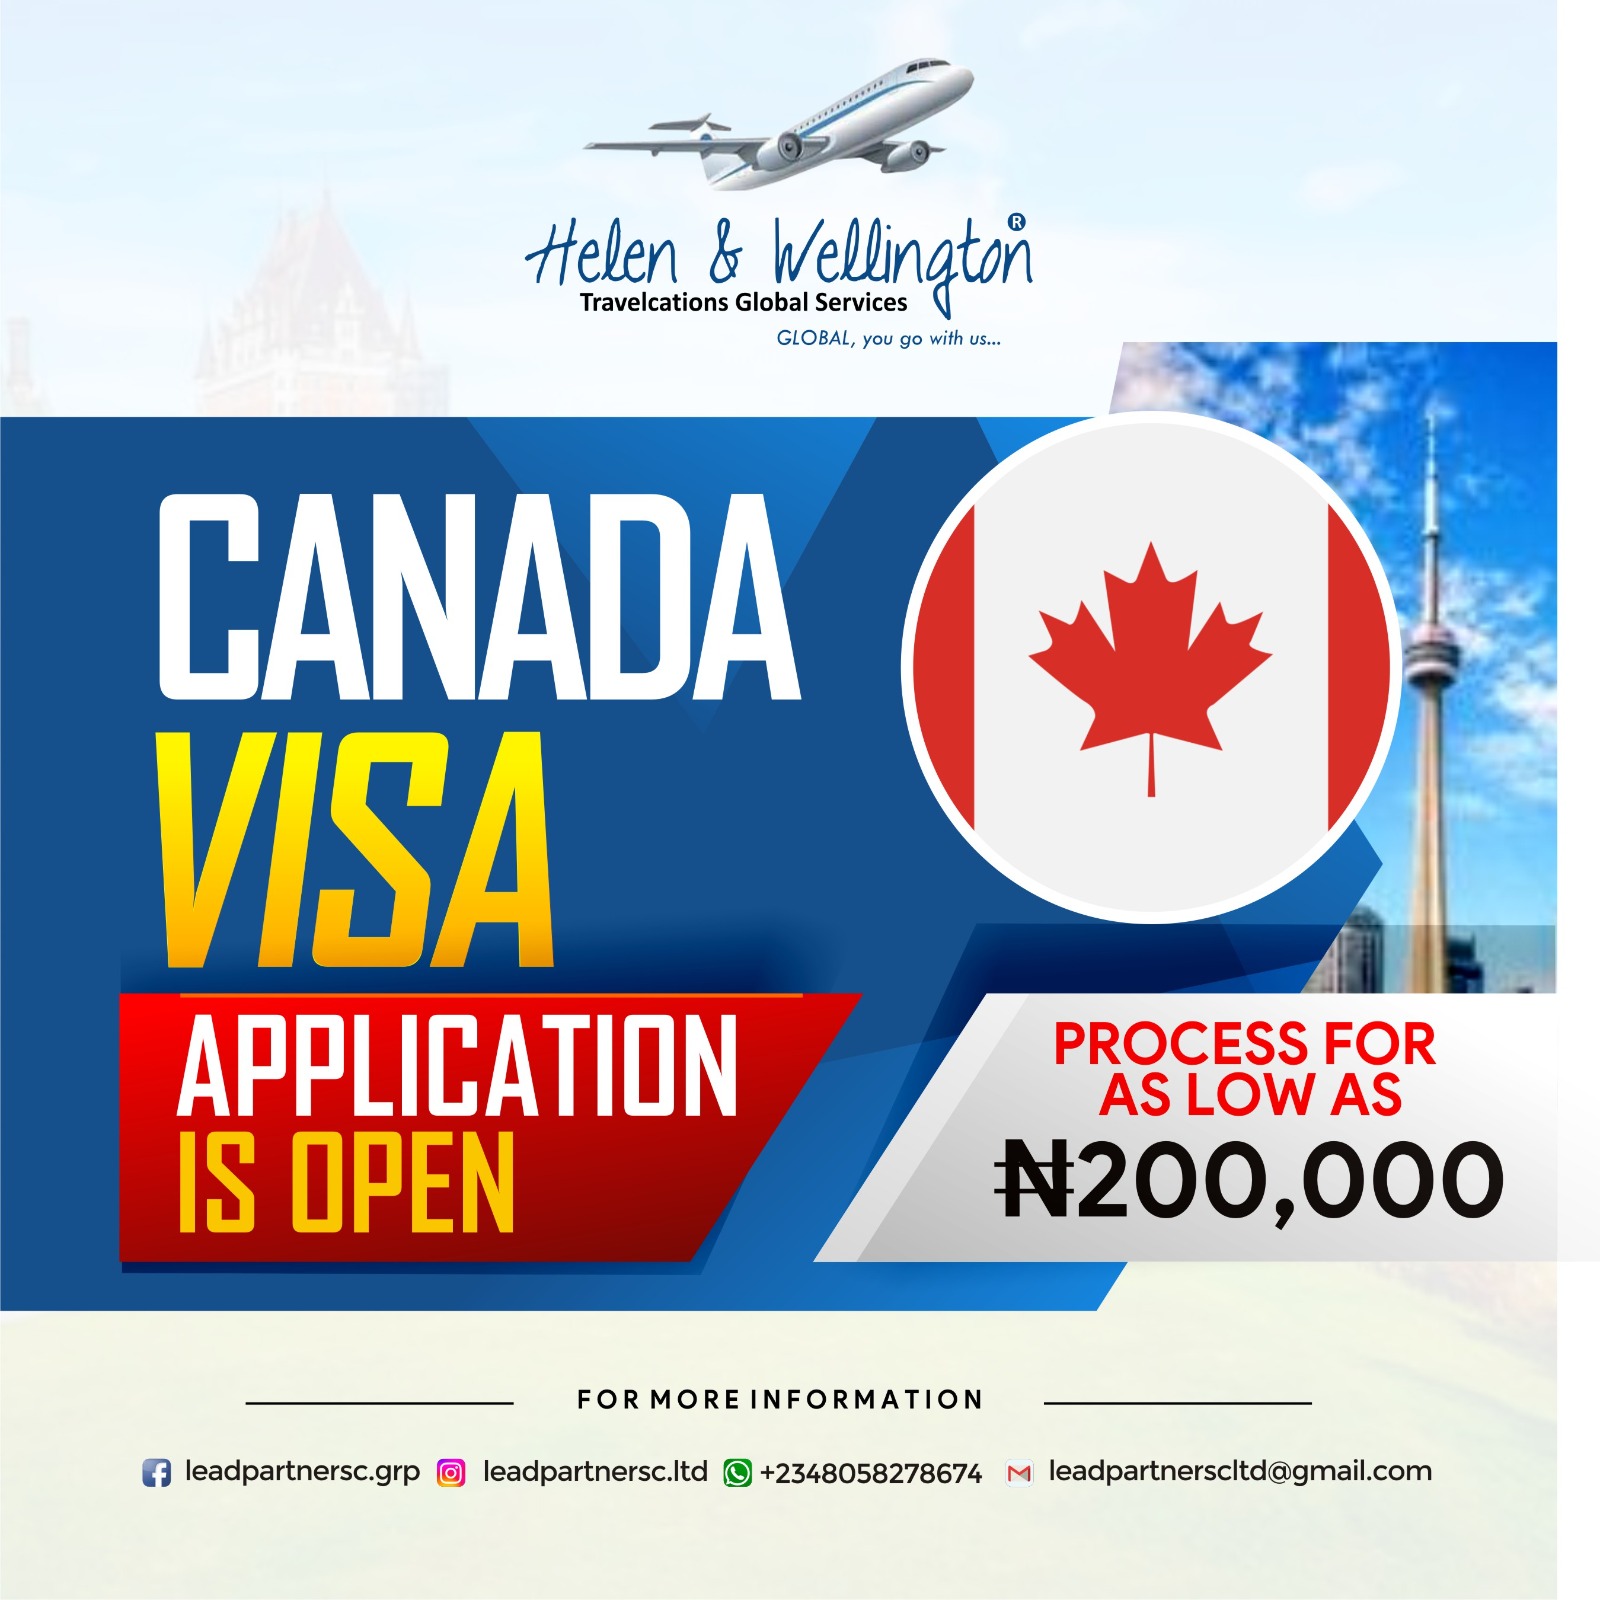 Helen & Wellington®
Travelcations Global Services
GLOBAL, you go with us...
CANADA
VISA
APPLICATION
IS OPEN
PROCESS FOR
AS LOW AS
₦200,000
FOR MORE INFORMATION
leadpartnersc.grp leadpartnersc.ltd +2348058278674 leadpartnerscltd@gmail.com